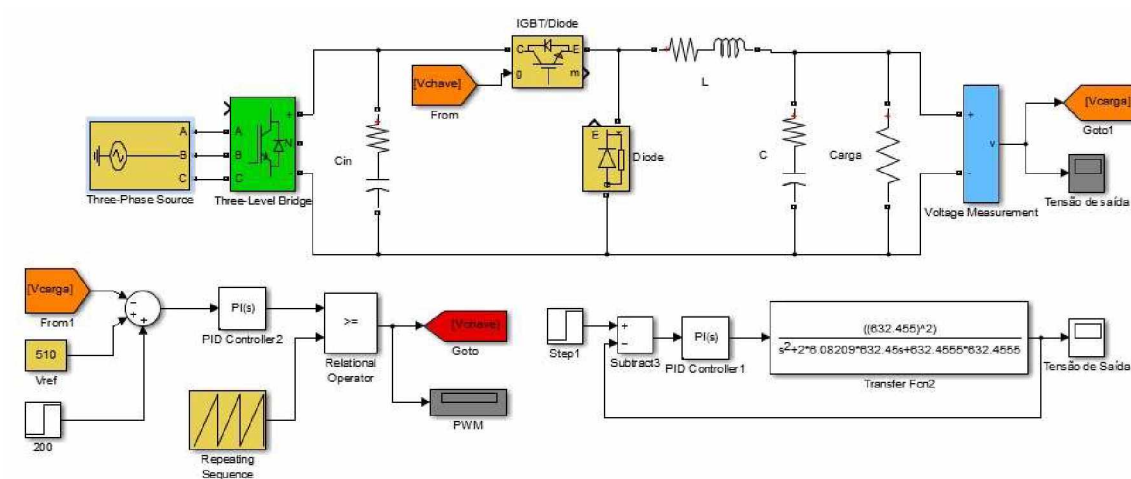 IGBT/Diode
C
E
g
m
[Vchave]
From
L
+
A
A
N
B
B
C
C
-
Cin
E
Diode
C
Carga
+
v
-
[Vcarga]
Goto1
Three-Phase Source
Three-Level Bridge
Voltage Measurement
Tensão de saída
[Vcarga]
From1
PI(s)
PID Controller2
>=
Relational
Operator
[Vchave]
Goto
510
Vref
200
Repeating
Sequence
PWM
Step1
+
−
Subtract3
PI(s)
PID Controller1
((632.455)^2)
s²+2*6.08209*632.45s+632.4555*632.4555
Transfer Fcn2
Tensão de Saída